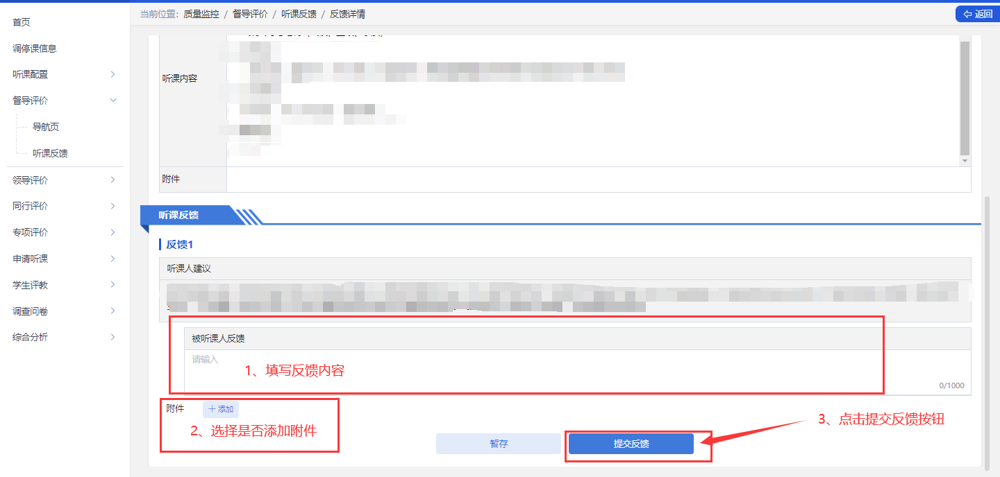 当前位置: 质量监控 / 督导评价 / 听课反馈 / 反馈详情
返回
首页
调停课信息
听课配置
督导评价
导航页
听课反馈
领导评价
同行评价
专项评价
申请听课
学生评教
调查问卷
综合分析
听课内容
附件
听课反馈
反馈1
听课人建议
被听课人反馈
请输入
1、填写反馈内容
0/1000
附件
添加
2、选择是否添加附件
3、点击提交反馈按钮
暂存
提交反馈